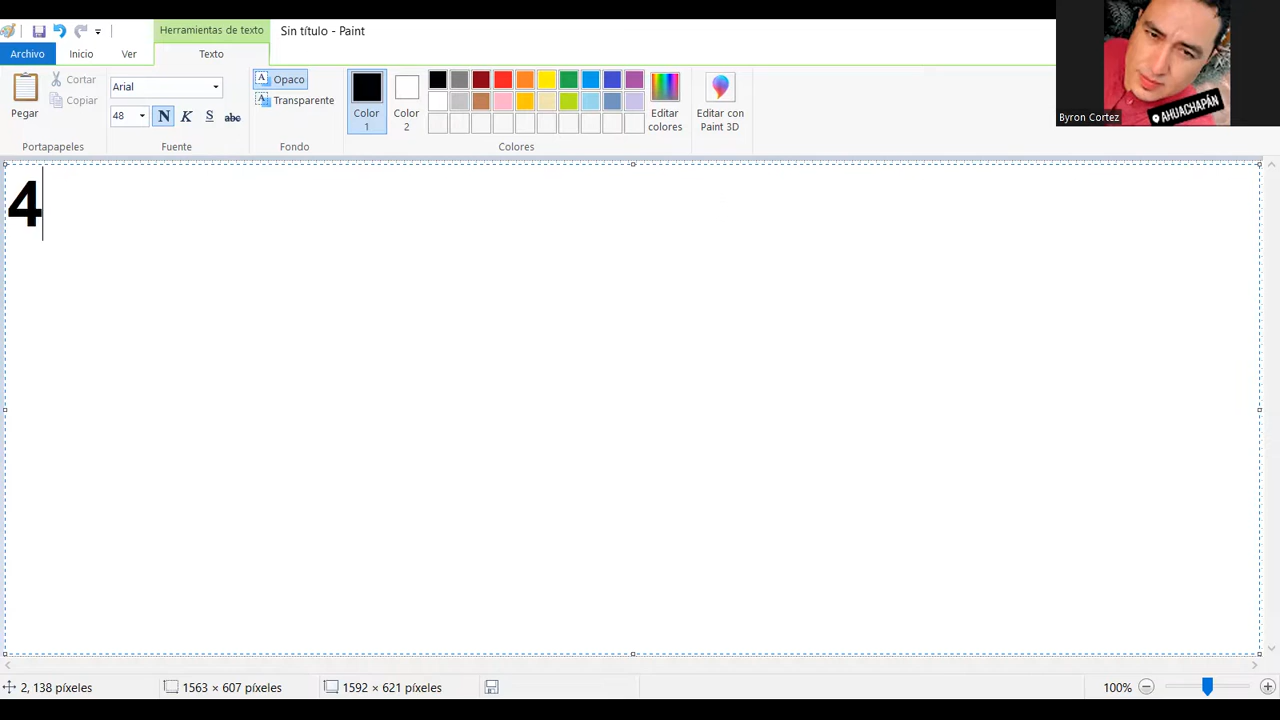 Herramientas de texto
Sin título - Paint
Archivo
Inicio
Ver
Texto
Pegar
Cortar
Copiar
Portapapeles
Arial
48
N K S abc
Fuente
Opaco
Transparente
Fondo
Color 1
Color 2
Colores
Editar colores
Editar con Paint 3D
AHUACHAPÁN
Byron Cortez
4
2, 138 píxeles
1563 × 607 píxeles
1592 × 621 píxeles
100%